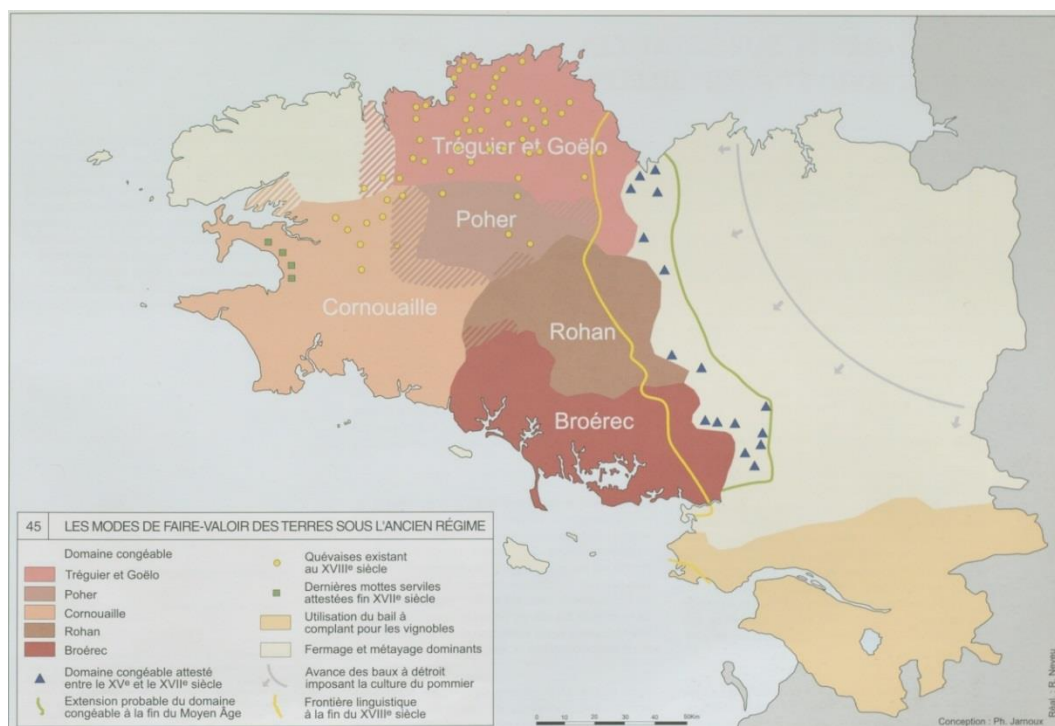 Tréguier et Goëlo
Poher
Cornouaille
Rohan
Broérec
45 LES MODES DE FAIRE-VALOIR DES TERRES SOUS L'ANCIEN RÉGIME
Domaine congéable
Tréguier et Goëlo
Poher
Cornouaille
Rohan
Broérec
Domaine congéable attesté
entre le XVe et le XVIIe siècle
Extension probable du domaine
congéable à la fin du Moyen Âge
Quévaises existant
au XVIIIe siècle
Dernières mottes serviles
attestées fin XVIIe siècle
Utilisation du bail à
complant pour les vignobles
Fermage et métayage dominants
Avance des baux à détroit
imposant la culture du pommier
Frontière linguistique
à la fin du XVIIIe siècle
0 10 20 30 40 50Km
Conception : Ph. Jarnoux